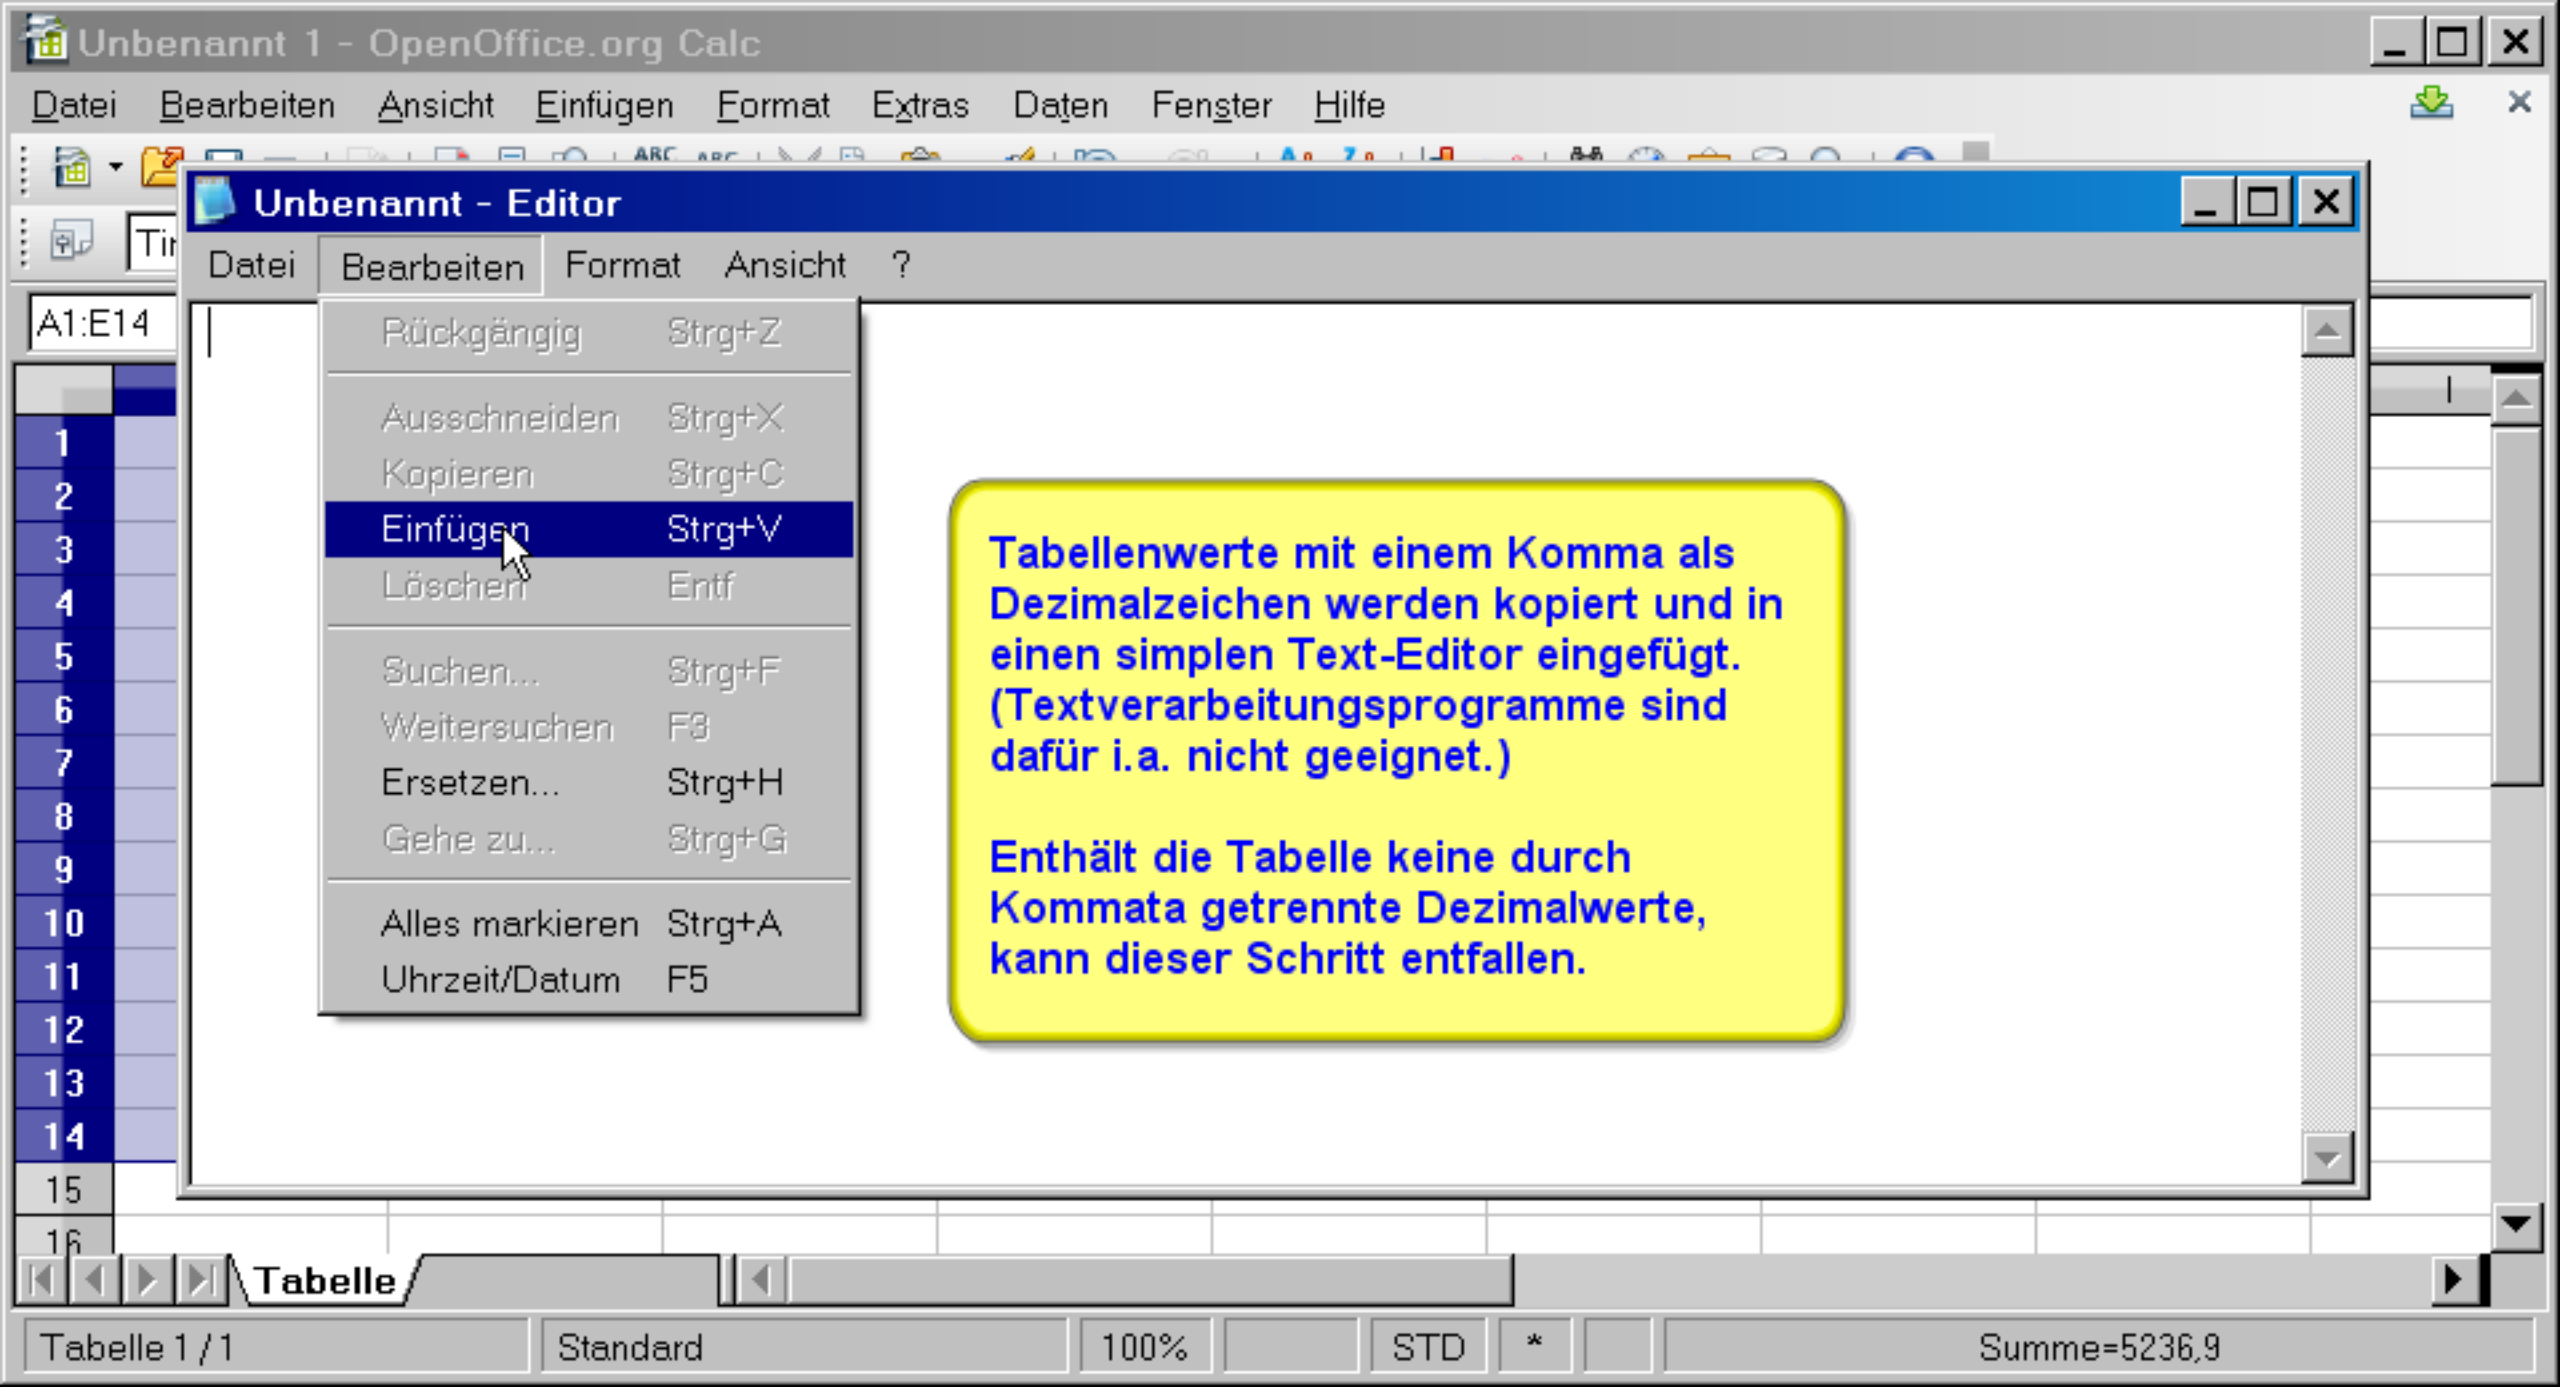 Unbenannt 1 - OpenOffice.org Calc
Datei Bearbeiten Ansicht Einfügen Format Extras Daten Fenster Hilfe
ABC ABC
Unbenannt - Editor
Datei Bearbeiten Format Ansicht ?
A1:E14
Rückgängig Strg+Z
Ausschneiden Strg+X
Kopieren Strg+C
Einfügen Strg+V
Löschen Entf
Suchen... Strg+F
Weitersuchen F3
Ersetzen... Strg+H
Gehe zu... Strg+G
Alles markieren Strg+A
Uhrzeit/Datum F5
Tabellenwerte mit einem Komma als
Dezimalzeichen werden kopiert und in
einen simplen Text-Editor eingefügt.
(Textverarbeitungsprogramme sind
dafür i.a. nicht geeignet.)
Enthält die Tabelle keine durch
Kommata getrennte Dezimalwerte,
kann dieser Schritt entfallen.
I
1
2
3
4
5
6
7
8
9
10
11
12
13
14
15
16
Tabelle
Tabelle 1 / 1 Standard 100% STD * Summe=5236,9